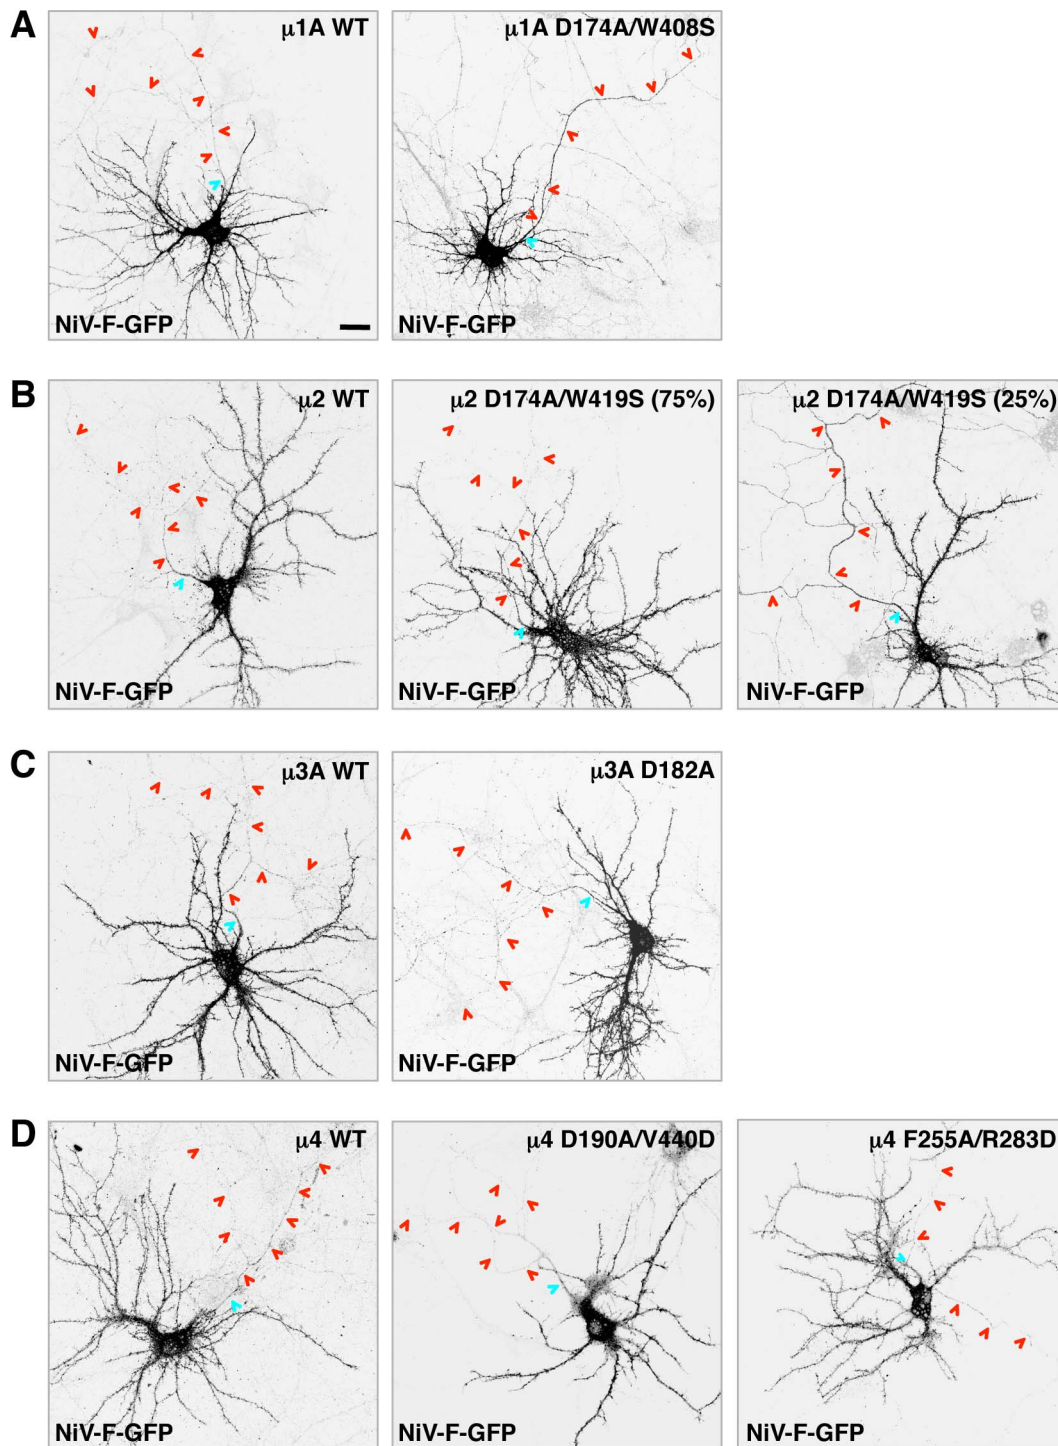 A
μ1A WT
μ1A D174A/W408S
NiV-F-GFP
NiV-F-GFP
B
μ2 WT
μ2 D174A/W419S (75%)
μ2 D174A/W419S (25%)
NiV-F-GFP
NiV-F-GFP
NiV-F-GFP
C
μ3A WT
μ3A D182A
NiV-F-GFP
NiV-F-GFP
D
μ4 WT
μ4 D190A/V440D
μ4 F255A/R283D
NiV-F-GFP
NiV-F-GFP
NiV-F-GFP